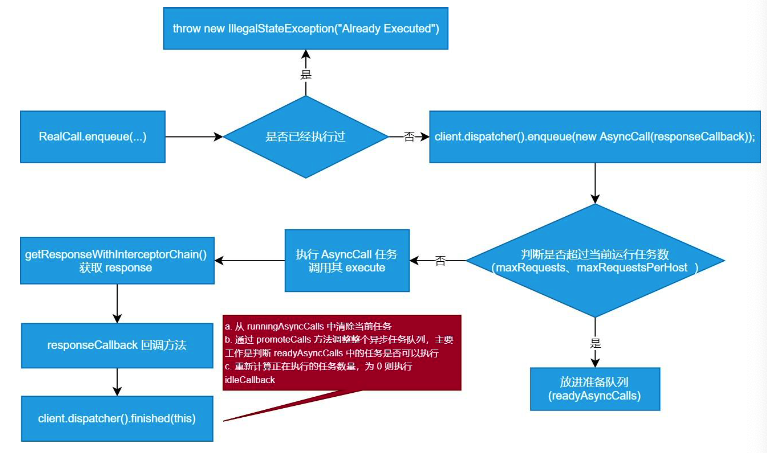 throw new IllegalStateException("Already Executed")
是
RealCall.enqueue(...)
是否已经执行过
否
client.dispatcher().enqueue(new AsyncCall(responseCallback));
判断是否超过当前运行任务数
(maxRequests、maxRequestsPerHost )
否
执行 AsyncCall 任务
调用其 execute
getResponseWithInterceptorChain()
获取 response
responseCallback 回调方法
client.dispatcher().finished(this)
a. 从 runningAsyncCalls 中清除当前任务
b. 通过 promoteCalls 方法调整整个异步任务队列，主要
工作是判断 readyAsyncCalls 中的任务是否可以执行
c. 重新计算正在执行的任务数量，为 0 则执行
idleCallback
是
放进准备队列
(readyAsyncCalls)